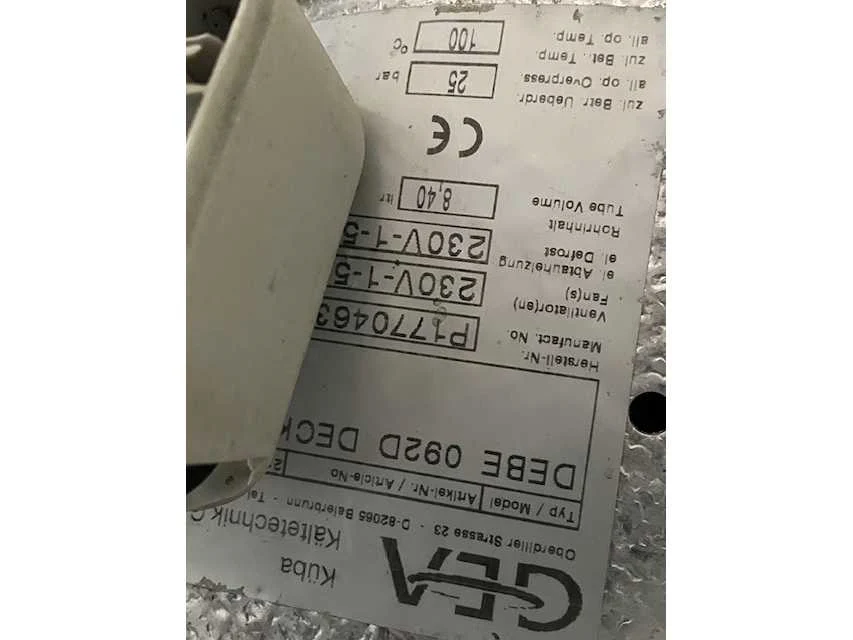 GEA
Küba
Kältetechnik G
Oberdiller Strasse 23 - D-82065 Baierbrunn - Tel
Typ / Model
Artikel-Nr. / Article-No
DEBE 092D DECK
Herstell-Nr.
Manufact. No.
P1770463
Ventilator(en)
Fan(s)
230V-1-5
el. Abtauheizung
el. Defrost
230V-1-5
Rohrinhalt
Tube Volume
8,40 ltr
CE
zul. Betr. Ueberdr.
all. op. Overpress.
25 bar
zul. Bet.. Temp
all. op. Temp.
100 °C